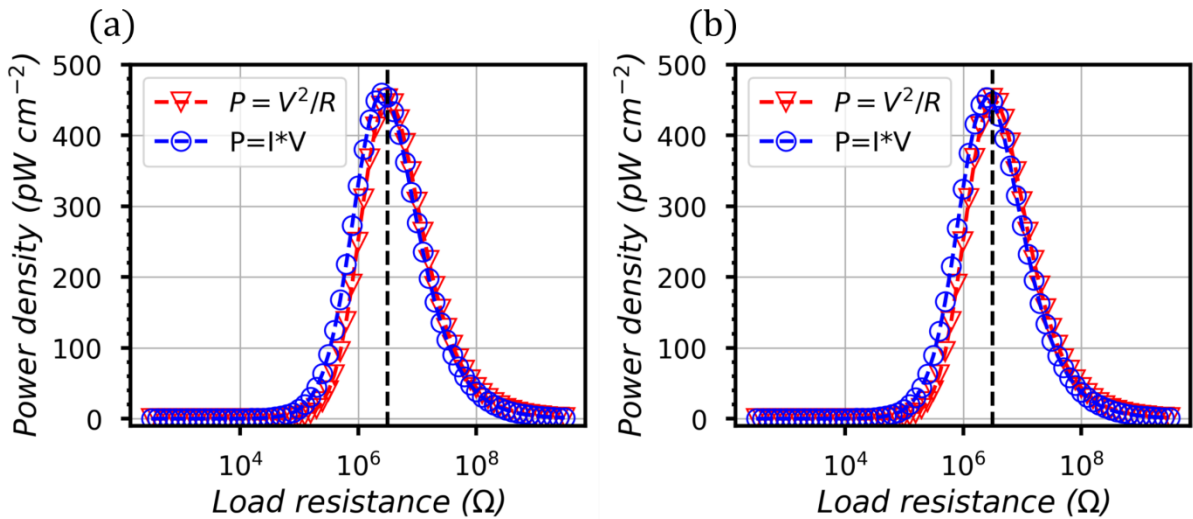 (a)
Power density (pW cm⁻²)
500
400
300
200
100
0
P = V²/R
P=I*V
10⁴
10⁶
10⁸
Load resistance (Ω)
(b)
Power density (pW cm⁻²)
500
400
300
200
100
0
P = V²/R
P=I*V
10⁴
10⁶
10⁸
Load resistance (Ω)